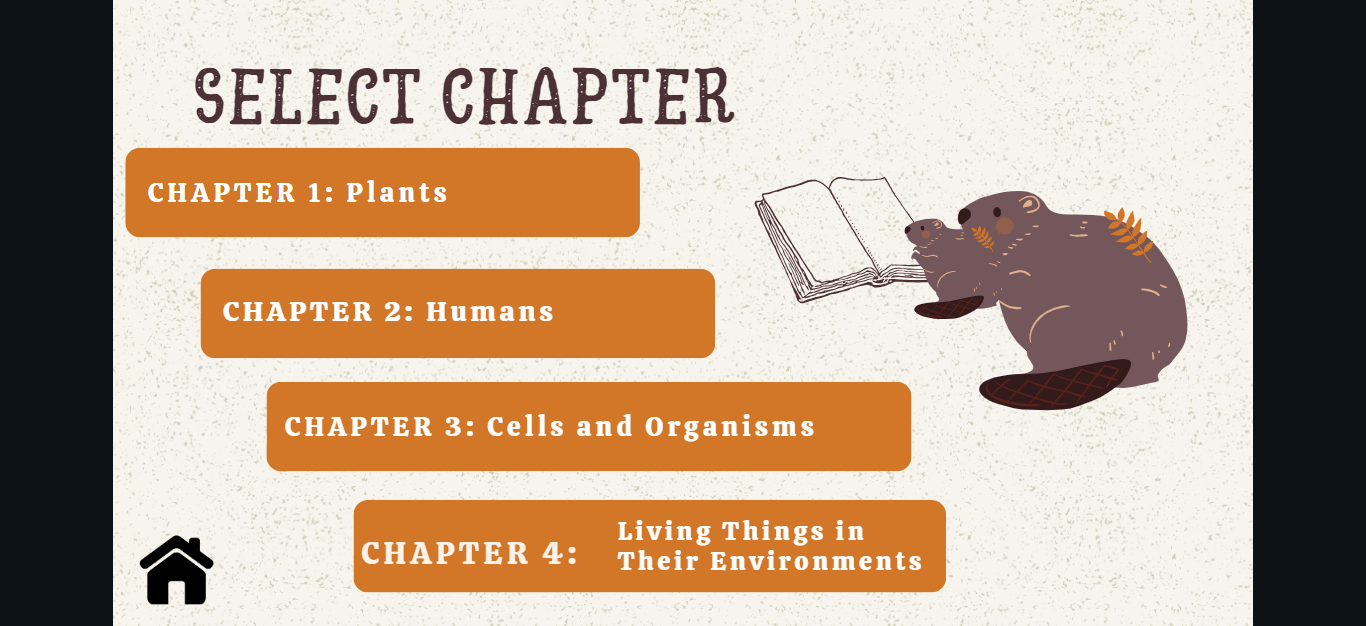 SELECT CHAPTER
CHAPTER 1: Plants
CHAPTER 2: Humans
CHAPTER 3: Cells and Organisms
CHAPTER 4:
Living Things in
Their Environments